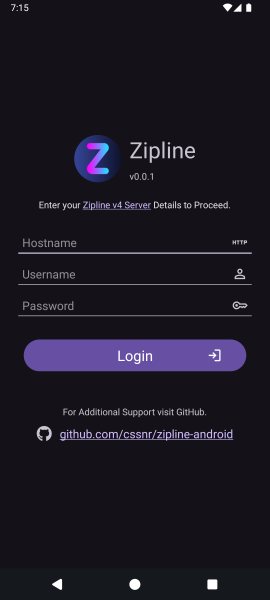 7:15
Zipline
v0.0.1
Enter your Zipline v4 Server Details to Proceed.
Hostname
HTTP
Username
Password
Login
For Additional Support visit GitHub.
github.com/cssnr/zipline-android